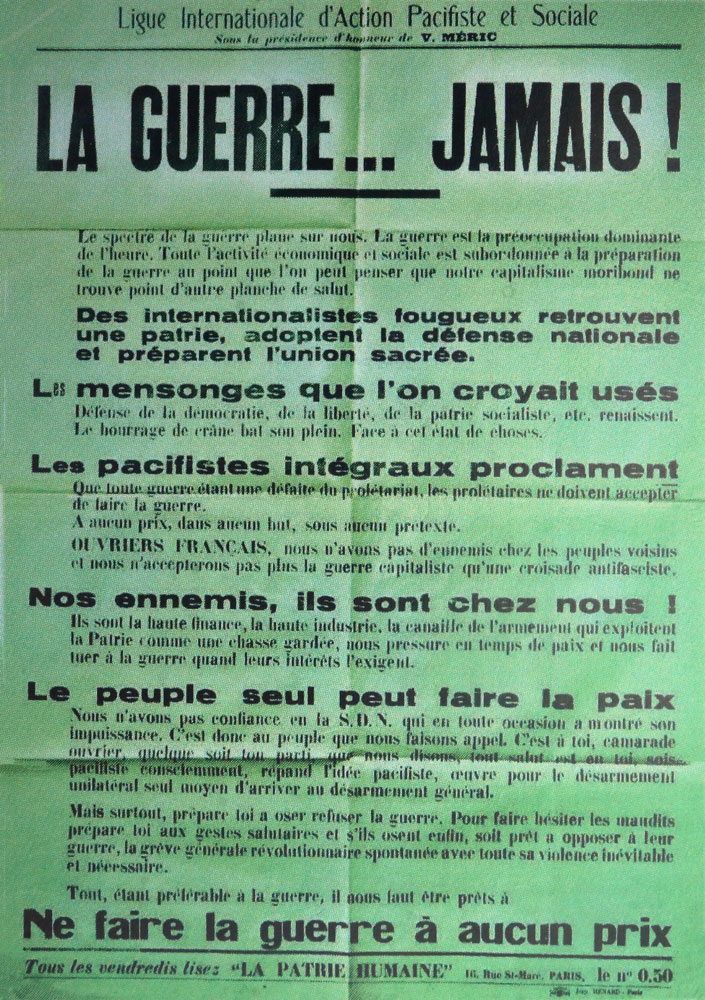 Ligue Internationale d'Action Pacifiste et Sociale
Sous la présidence d'honneur de V. MÉRIC
LA GUERRE... JAMAIS !
Le spectre de la guerre plane sur nous. La guerre est la préoccupation dominante
de l'heure. Toute l'activité économique et sociale est subordonnée à la préparation
de la guerre au point que l'on peut penser que notre capitalisme moribond ne
trouve point d'autre planche de salut.
Des internationalistes fougueux retrouvent
une patrie, adoptent la défense nationale
et préparent l'union sacrée.
Les mensonges que l'on croyait usés
Défense de la démocratie, de la liberté, de la patrie socialiste, etc. renaissent.
Le bourrage de crâne bat son plein. Face à cet état de choses.
Les pacifistes intégraux proclament
Que toute guerre étant une défaite du prolétariat, les prolétaires ne doivent accepter
de faire la guerre.
A aucun prix, dans aucun but, sous aucun prétexte.
OUVRIERS FRANÇAIS, nous n'avons pas d'ennemis chez les peuples voisins
et nous n'accepterons pas plus la guerre capitaliste qu'une croisade antifasciste.
Nos ennemis, ils sont chez nous !
Ils sont la haute finance, la haute industrie, la canaille de l'armement qui exploitent
la Patrie comme une chasse gardée, nous pressure en temps de paix et nous fait
tuer à la guerre quand leurs intérêts l'exigent.
Le peuple seul peut faire la paix
Nous n'avons pas confiance en la S.D.N. qui en toute occasion a montré son
impuissance. C'est donc au peuple que nous faisons appel. C'est à toi, camarade
ouvrier, quelque soit ton parti que nous disons, tout salut est en toi, sois
pacifiste consciemment, répand l'idée pacifiste, œuvre pour le désarmement
unilatéral seul moyen d'arriver au désarmement général.
Mais surtout, prépare toi a oser refuser la guerre. Pour faire hésiter les maudits
prépare toi aux gestes salutaires et s'ils osent enfin, soit prêt a opposer à leur
guerre, la grève générale révolutionnaire spontanée avec toute sa violence inévitable
et nécessaire.
Tout, étant préférable à la guerre, il nous faut être prêts à
Ne faire la guerre à aucun prix
Tous les vendredis lisez "LA PATRIE HUMAINE" 16, Rue St-Marc, PARIS, le nº 0.50
Imp. MENARD - Paris